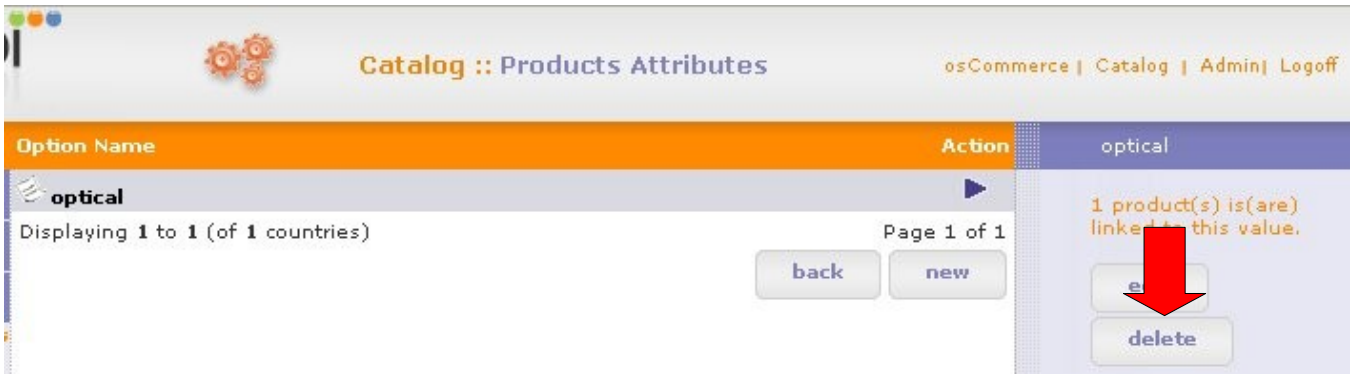 Catalog :: Products Attributes
osCommerce | Catalog | Admin| Logoff
Option Name Action
optical
optical
Displaying 1 to 1 (of 1 countries) Page 1 of 1
back new
1 product(s) is(are)
linked to this value.
delete